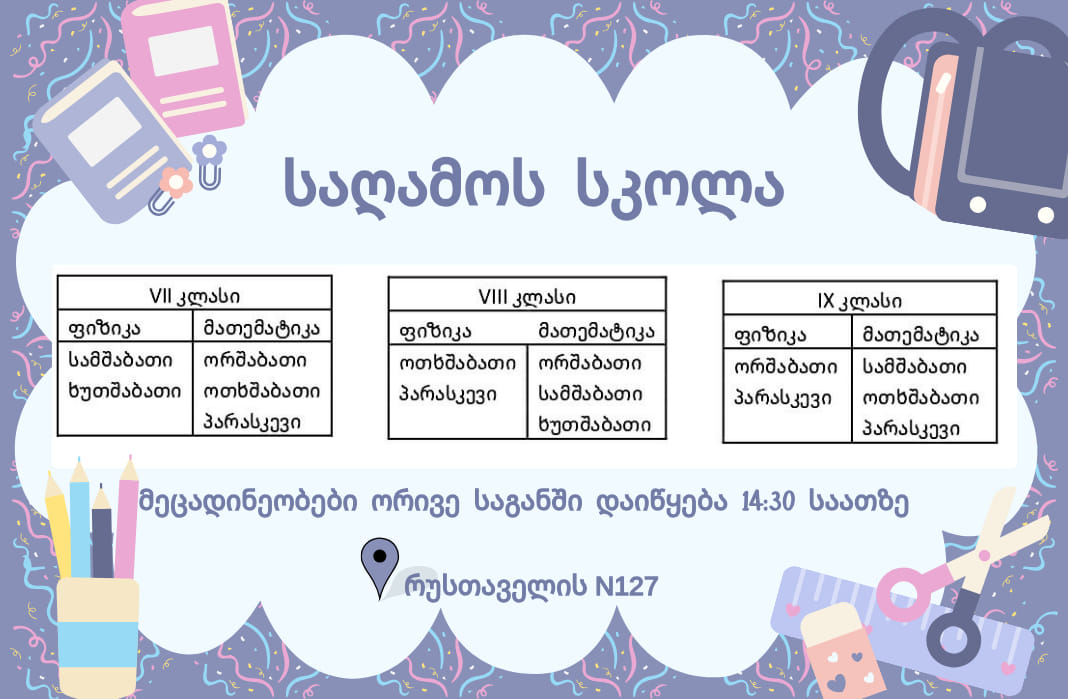 საღამოს სკოლა
VII კლასი
ფიზიკა მათემატიკა
სამშაბათი ორშაბათი
ხუთშაბათი ოთხშაბათი
პარასკევი
VIII კლასი
ფიზიკა მათემატიკა
ოთხშაბათი ორშაბათი
პარასკევი სამშაბათი
ხუთშაბათი
IX კლასი
ფიზიკა მათემატიკა
ორშაბათი სამშაბათი
პარასკევი ოთხშაბათი
პარასკევი
მეცადინეობები ორივე საგანში დაიწყება 14:30 საათზე
რუსთაველის N127